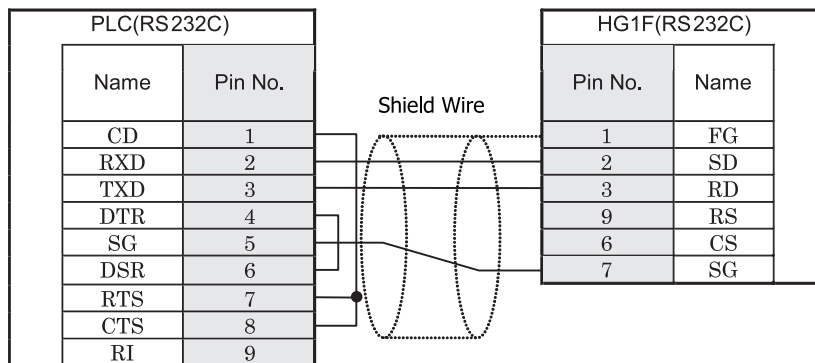 PLC(RS232C) HG1F(RS232C)
Name Pin No. Pin No. Name
Shield Wire
CD 1 1 FG
RXD 2 2 SD
TXD 3 3 RD
DTR 4 9 RS
SG 5 6 CS
DSR 6 7 SG
RTS 7
CTS 8
RI 9